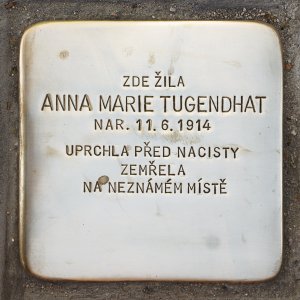 ZDE ŽILA
ANNA MARIE TUGENDHAT
NAR. 11.6.1914
UPRCHLA PŘED NACISTY
ZEMŘELA
NA NEZNÁMÉM MÍSTĚ